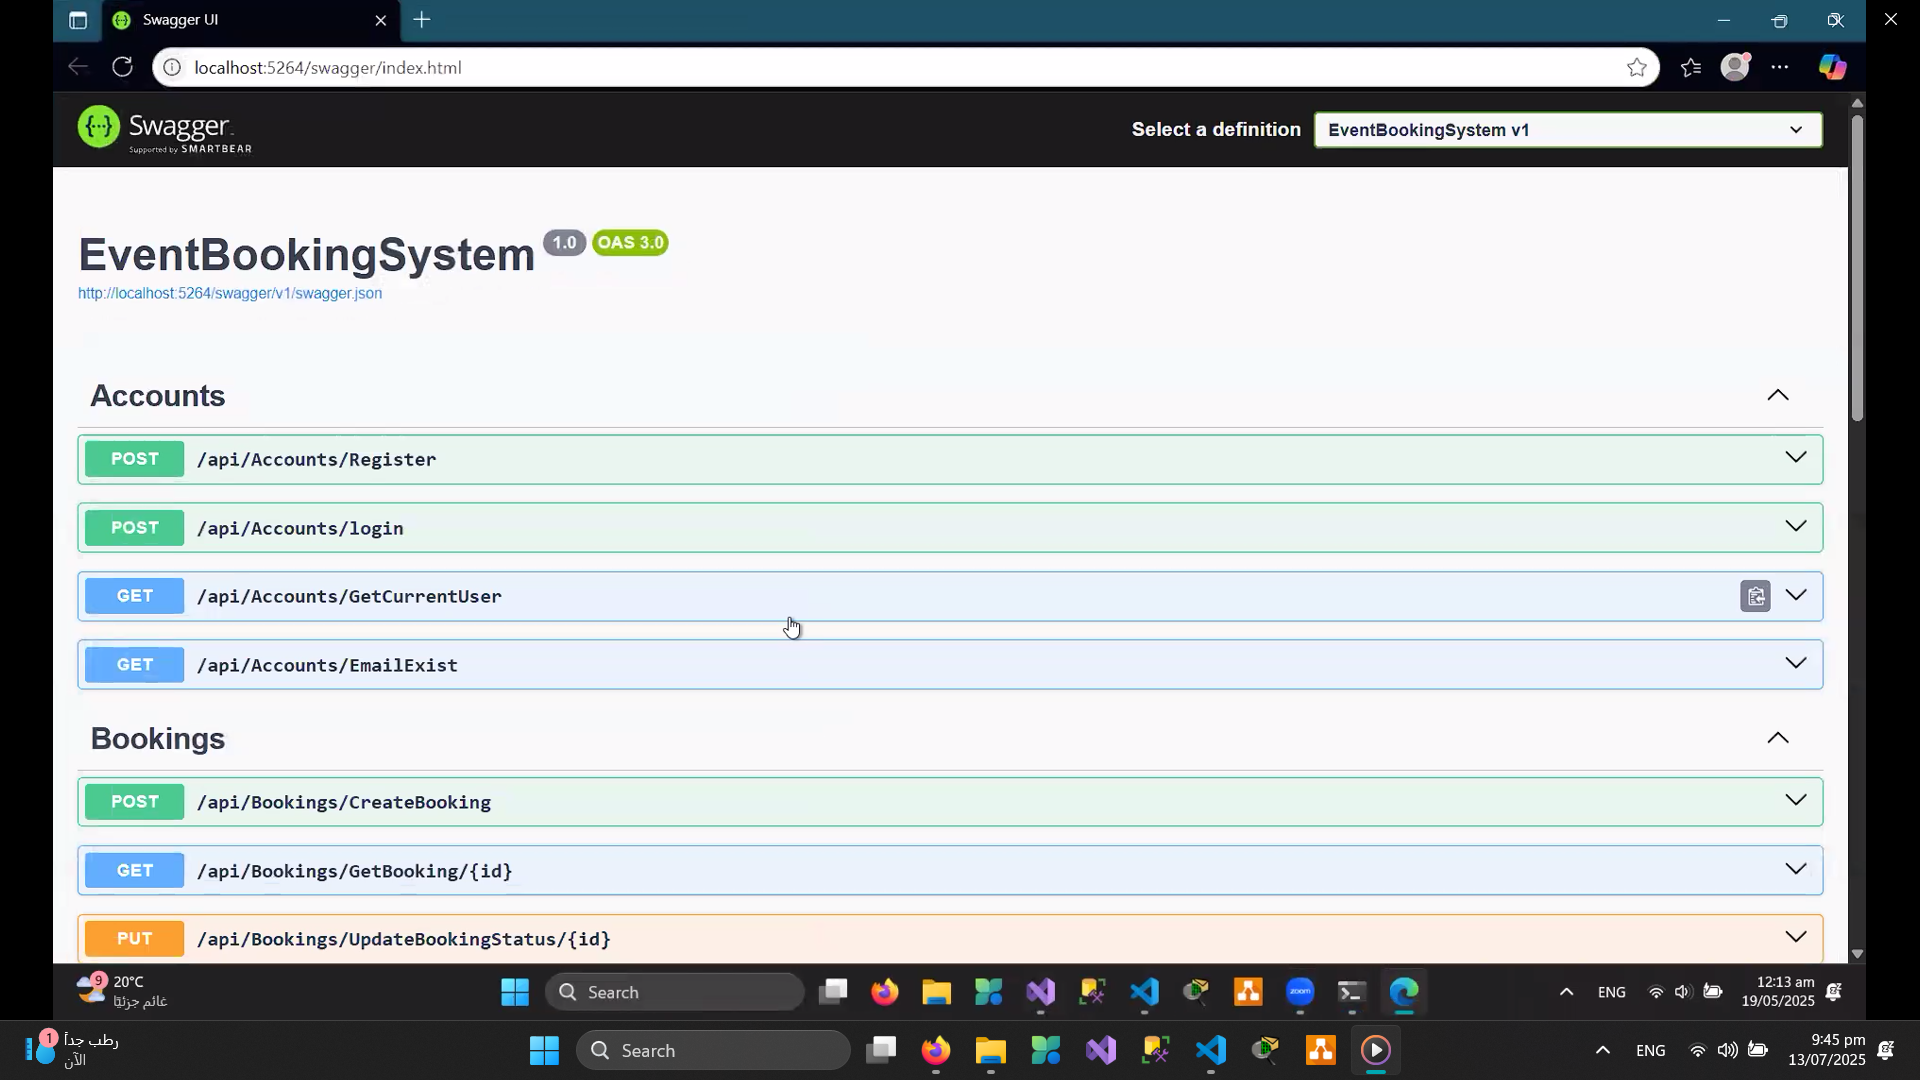 Swagger UI
localhost:5264/swagger/index.html
Swagger
Supported by SMARTBEAR
Select a definition
EventBookingSystem v1
EventBookingSystem 1.0 OAS 3.0
http://localhost:5264/swagger/v1/swagger.json
Accounts
POST /api/Accounts/Register
POST /api/Accounts/login
GET /api/Accounts/GetCurrentUser
GET /api/Accounts/EmailExist
Bookings
POST /api/Bookings/CreateBooking
GET /api/Bookings/GetBooking/{id}
PUT /api/Bookings/UpdateBookingStatus/{id}
9
20°C
غائم جزئيًا
Search
zoom
ENG
12:13 am
19/05/2025
1
رطب جداً
الآن
Search
ENG
9:45 pm
13/07/2025